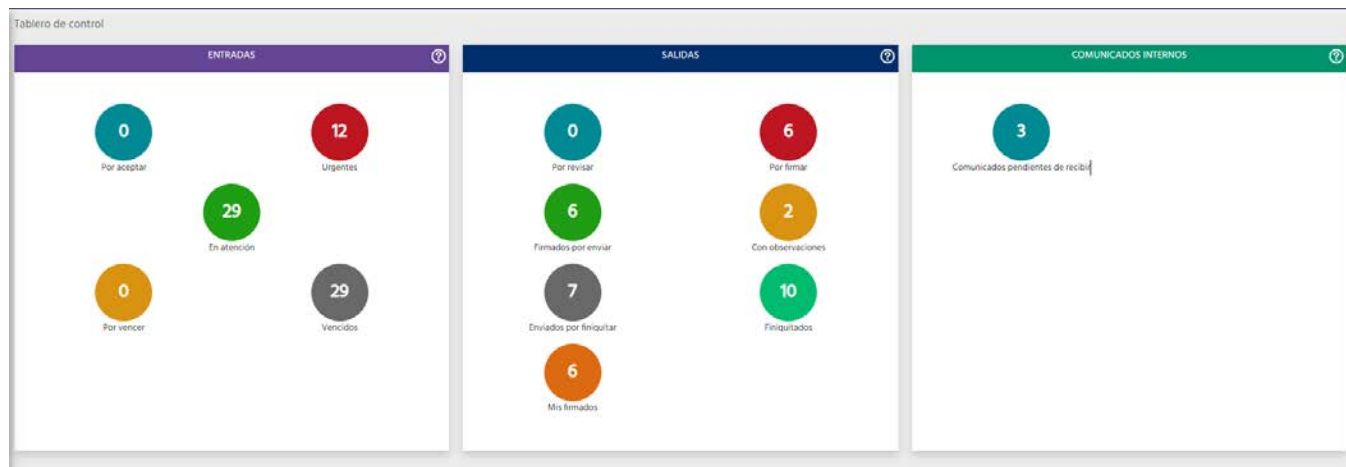 Tablero de control
ENTRADAS
0
Por aceptar
12
Urgentes
29
En atención
0
Por vencer
29
Vencidos
SALIDAS
0
Por revisar
6
Por firmar
6
Firmados por enviar
2
Con observaciones
7
Enviados por finiquitar
10
Finiquitados
6
Mis firmados
COMUNICADOS INTERNOS
3
Comunicados pendientes de recibir